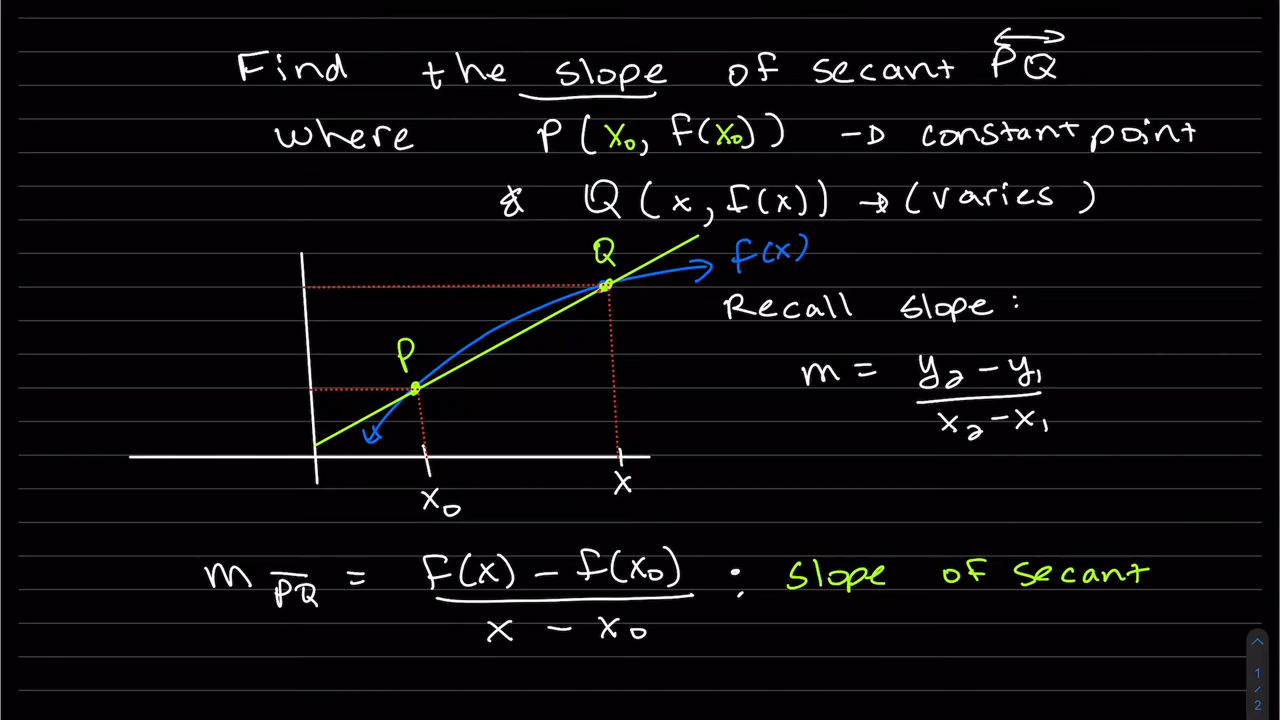 Find the slope of secant PQ
where P(x₀, f(x₀)) → constant point
& Q(x, f(x)) → (varies)
Q
f(x)
Recall slope:
P
m = y₂ - y₁
x₂ - x₁
x₀
x
m PQ = f(x) - f(x₀) : slope of secant
x - x₀
1
/
2